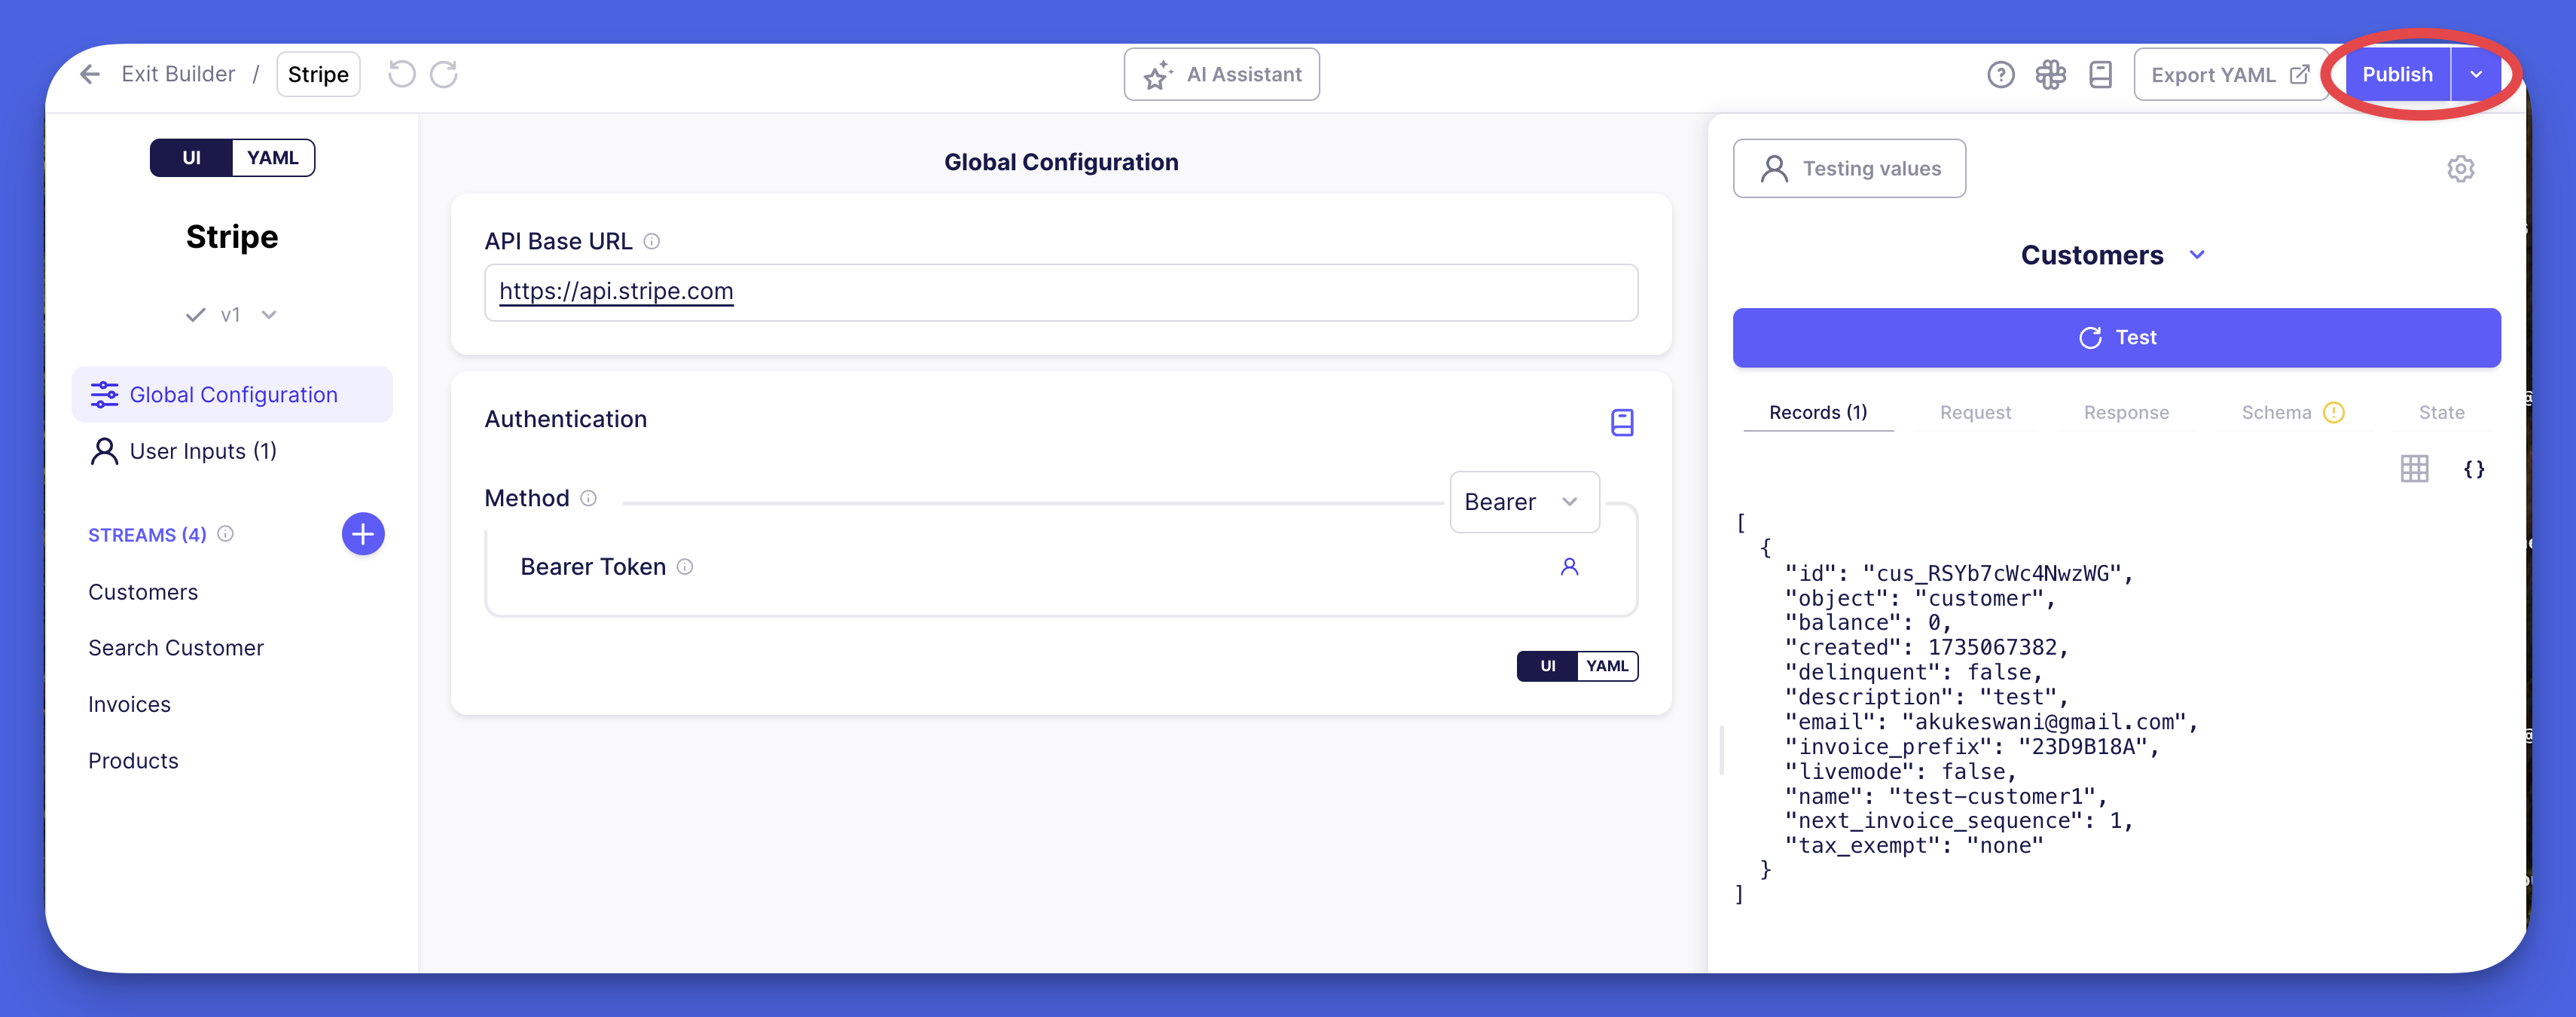 Exit Builder / Stripe
AI Assistant
Export YAML
Publish
UI YAML
Stripe
v1
Global Configuration
User Inputs (1)
STREAMS (4)
Customers
Search Customer
Invoices
Products
Global Configuration
API Base URL
https://api.stripe.com
Authentication
Method
Bearer
Bearer Token
UI YAML
Testing values
Customers
Test
Records (1) Request Response Schema State
{}
[
{
"id": "cus_RSYb7cWc4NwzWG",
"object": "customer",
"balance": 0,
"created": 1735067382,
"delinquent": false,
"description": "test",
"email": "akukeswani@gmail.com",
"invoice_prefix": "23D9B18A",
"livemode": false,
"name": "test-customer1",
"next_invoice_sequence": 1,
"tax_exempt": "none"
}
]